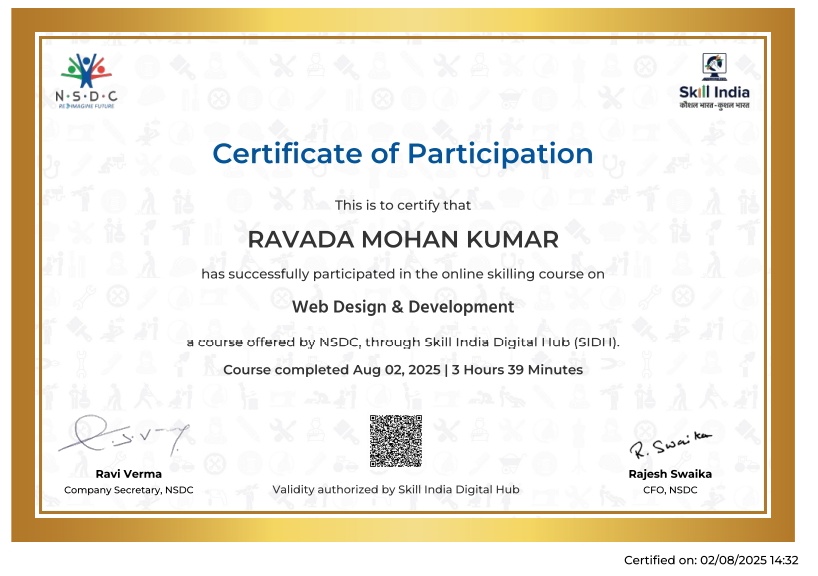 N·S·D·C
RE IMAGINE FUTURE
Skill India
कौशल भारत-कुशल भारत
Certificate of Participation
This is to certify that
RAVADA MOHAN KUMAR
has successfully participated in the online skilling course on
Web Design & Development
a course offered by NSDC, through Skill India Digital Hub (SIDH).
Course completed Aug 02, 2025 | 3 Hours 39 Minutes
R. Swaika
Ravi Verma
Company Secretary, NSDC
Validity authorized by Skill India Digital Hub
Rajesh Swaika
CFO, NSDC
Certified on: 02/08/2025 14:32